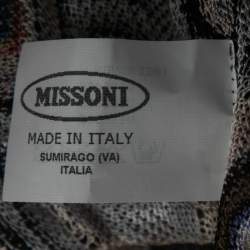 MISSONI
MADE IN ITALY
SUMIRAGO (VA)
ITALIA